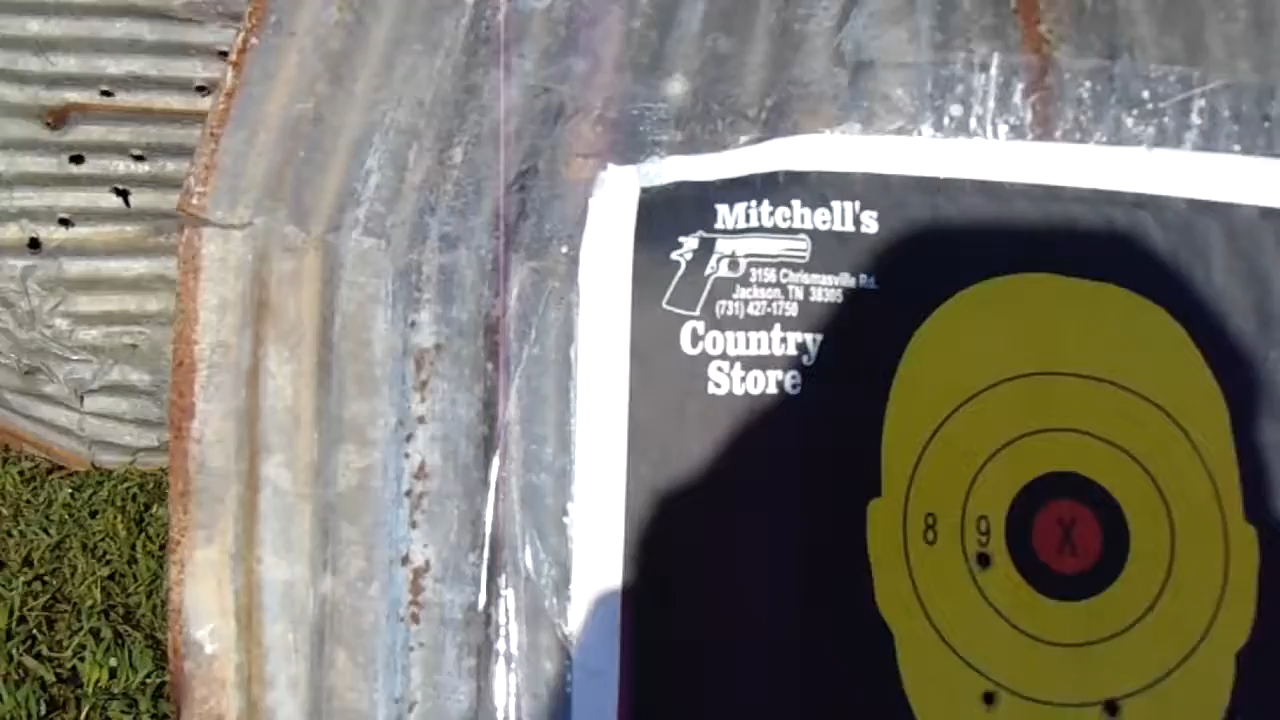 Mitchell's
3156 Chrismasville Rd.
Jackson, TN 38305
(731) 427-1750
Country
Store
8 9 X